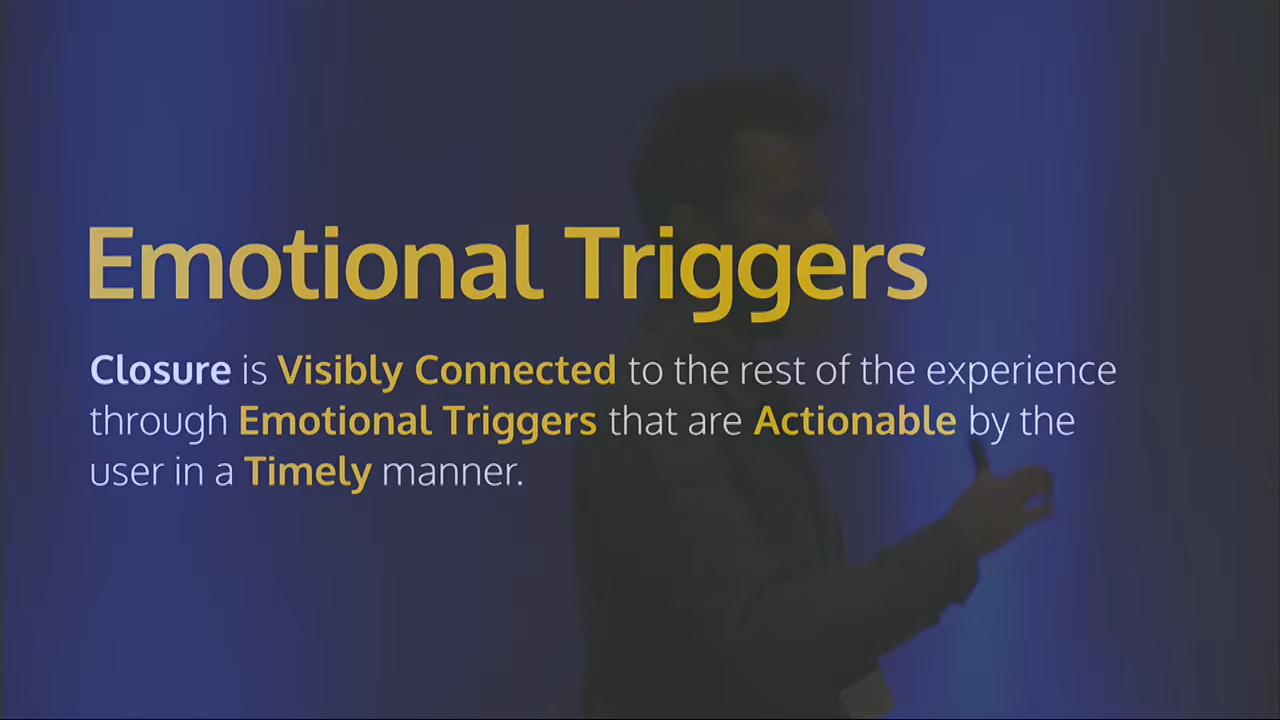 Emotional Triggers
Closure is Visibly Connected to the rest of the experience
through Emotional Triggers that are Actionable by the
user in a Timely manner.